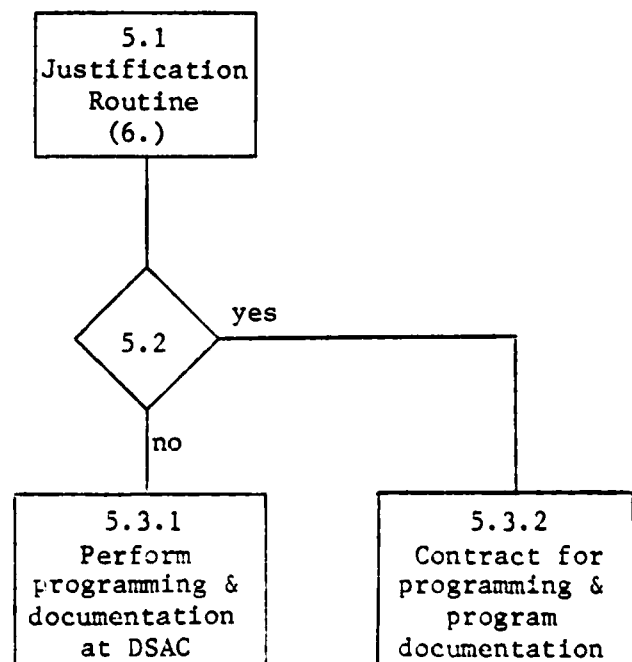 5.1
Justification
Routine
(6.)
5.2
yes
no
5.3.1
Perform
programming &
documentation
at DSAC
5.3.2
Contract for
programming &
program
documentation